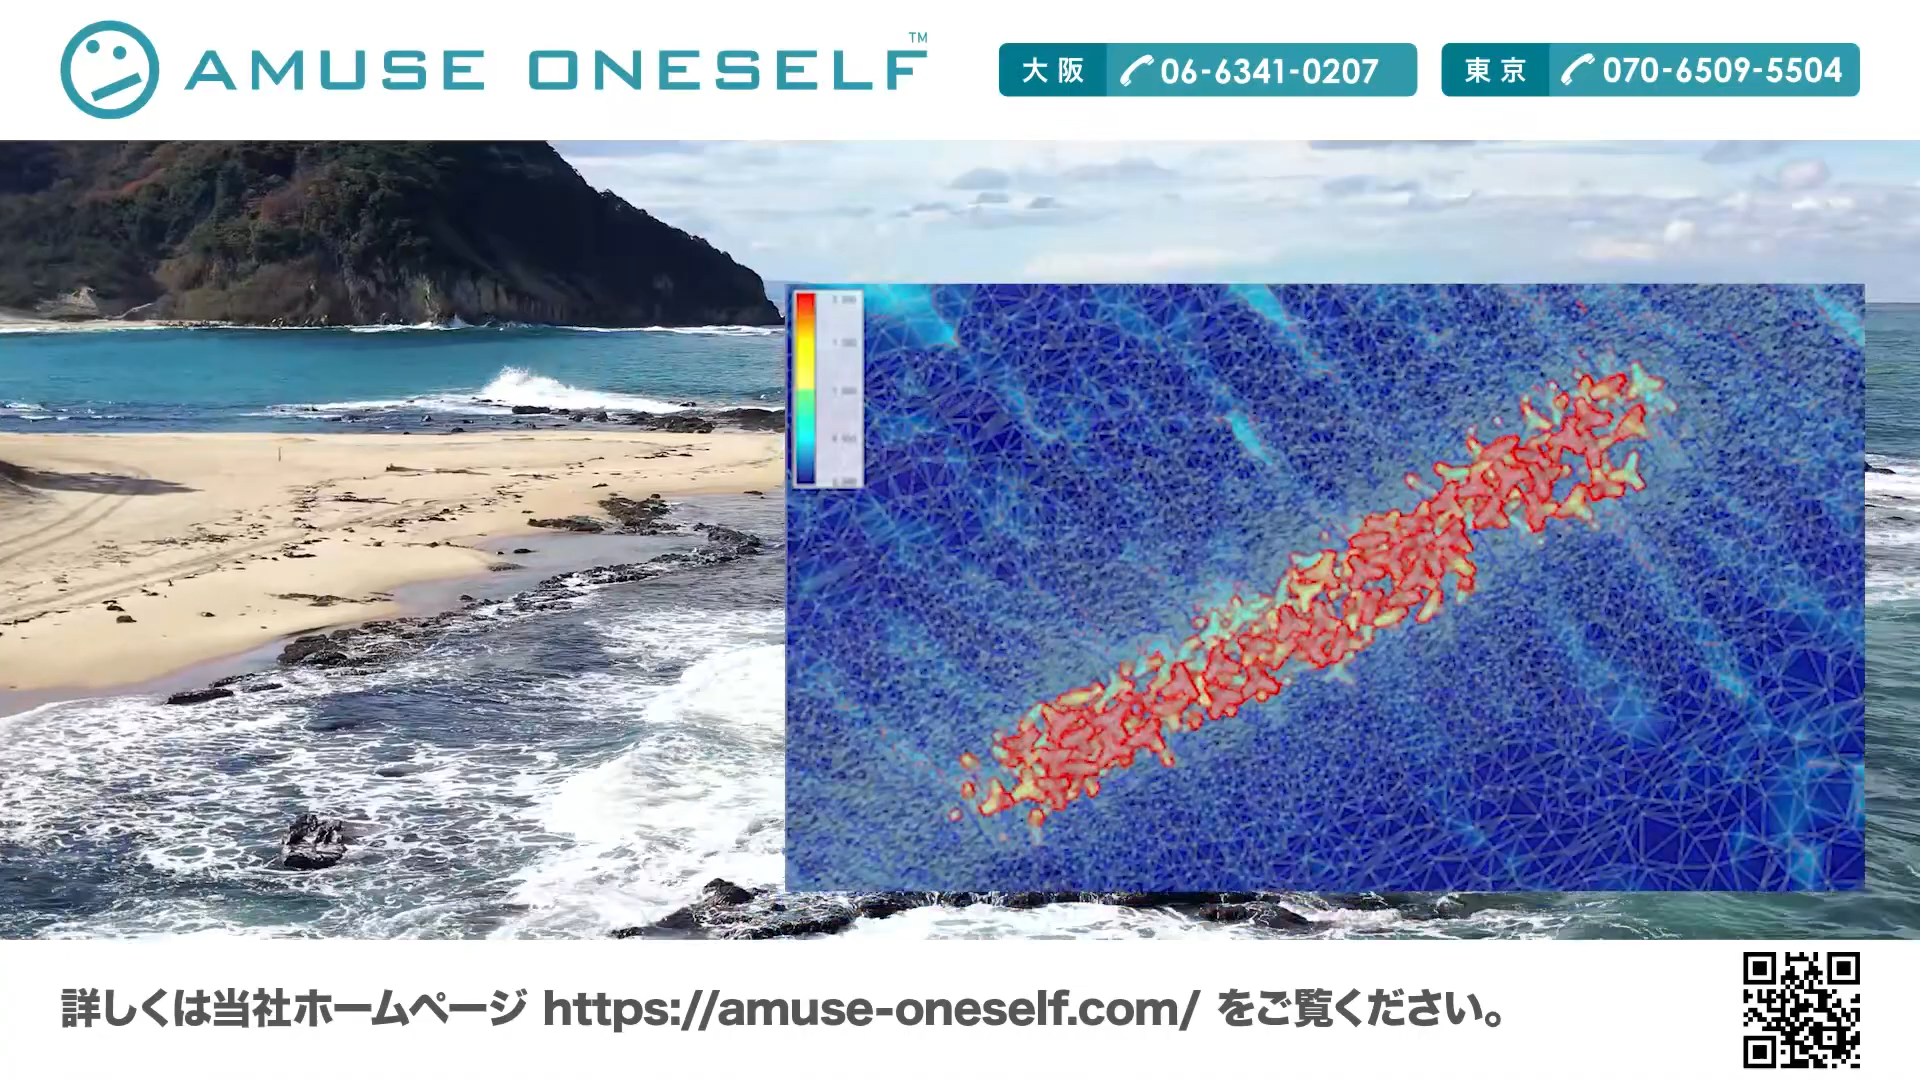 AMUSE ONESELF™
大阪 06-6341-0207
東京 070-6509-5504
詳しくは当社ホームページ https://amuse-oneself.com/ をご覧ください。